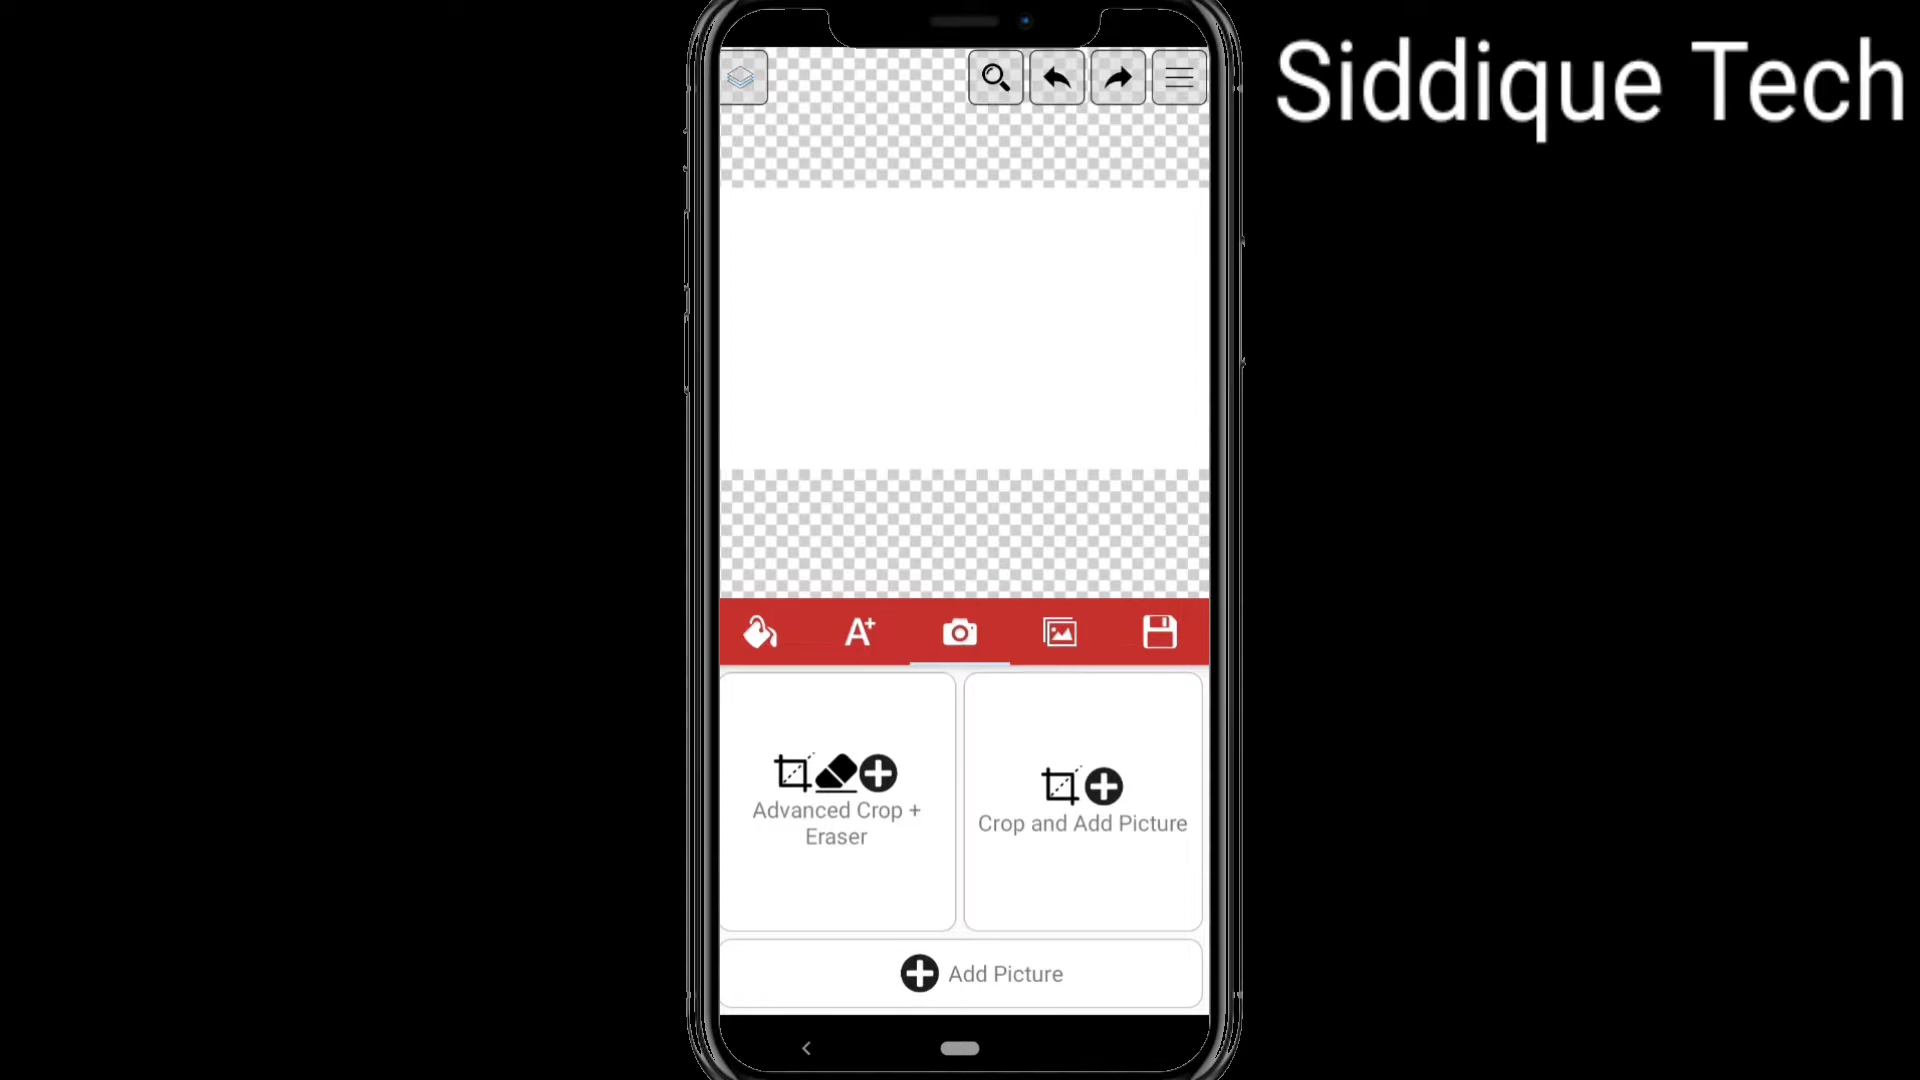 Siddique Tech
A+
Advanced Crop +
Eraser
Crop and Add Picture
Add Picture